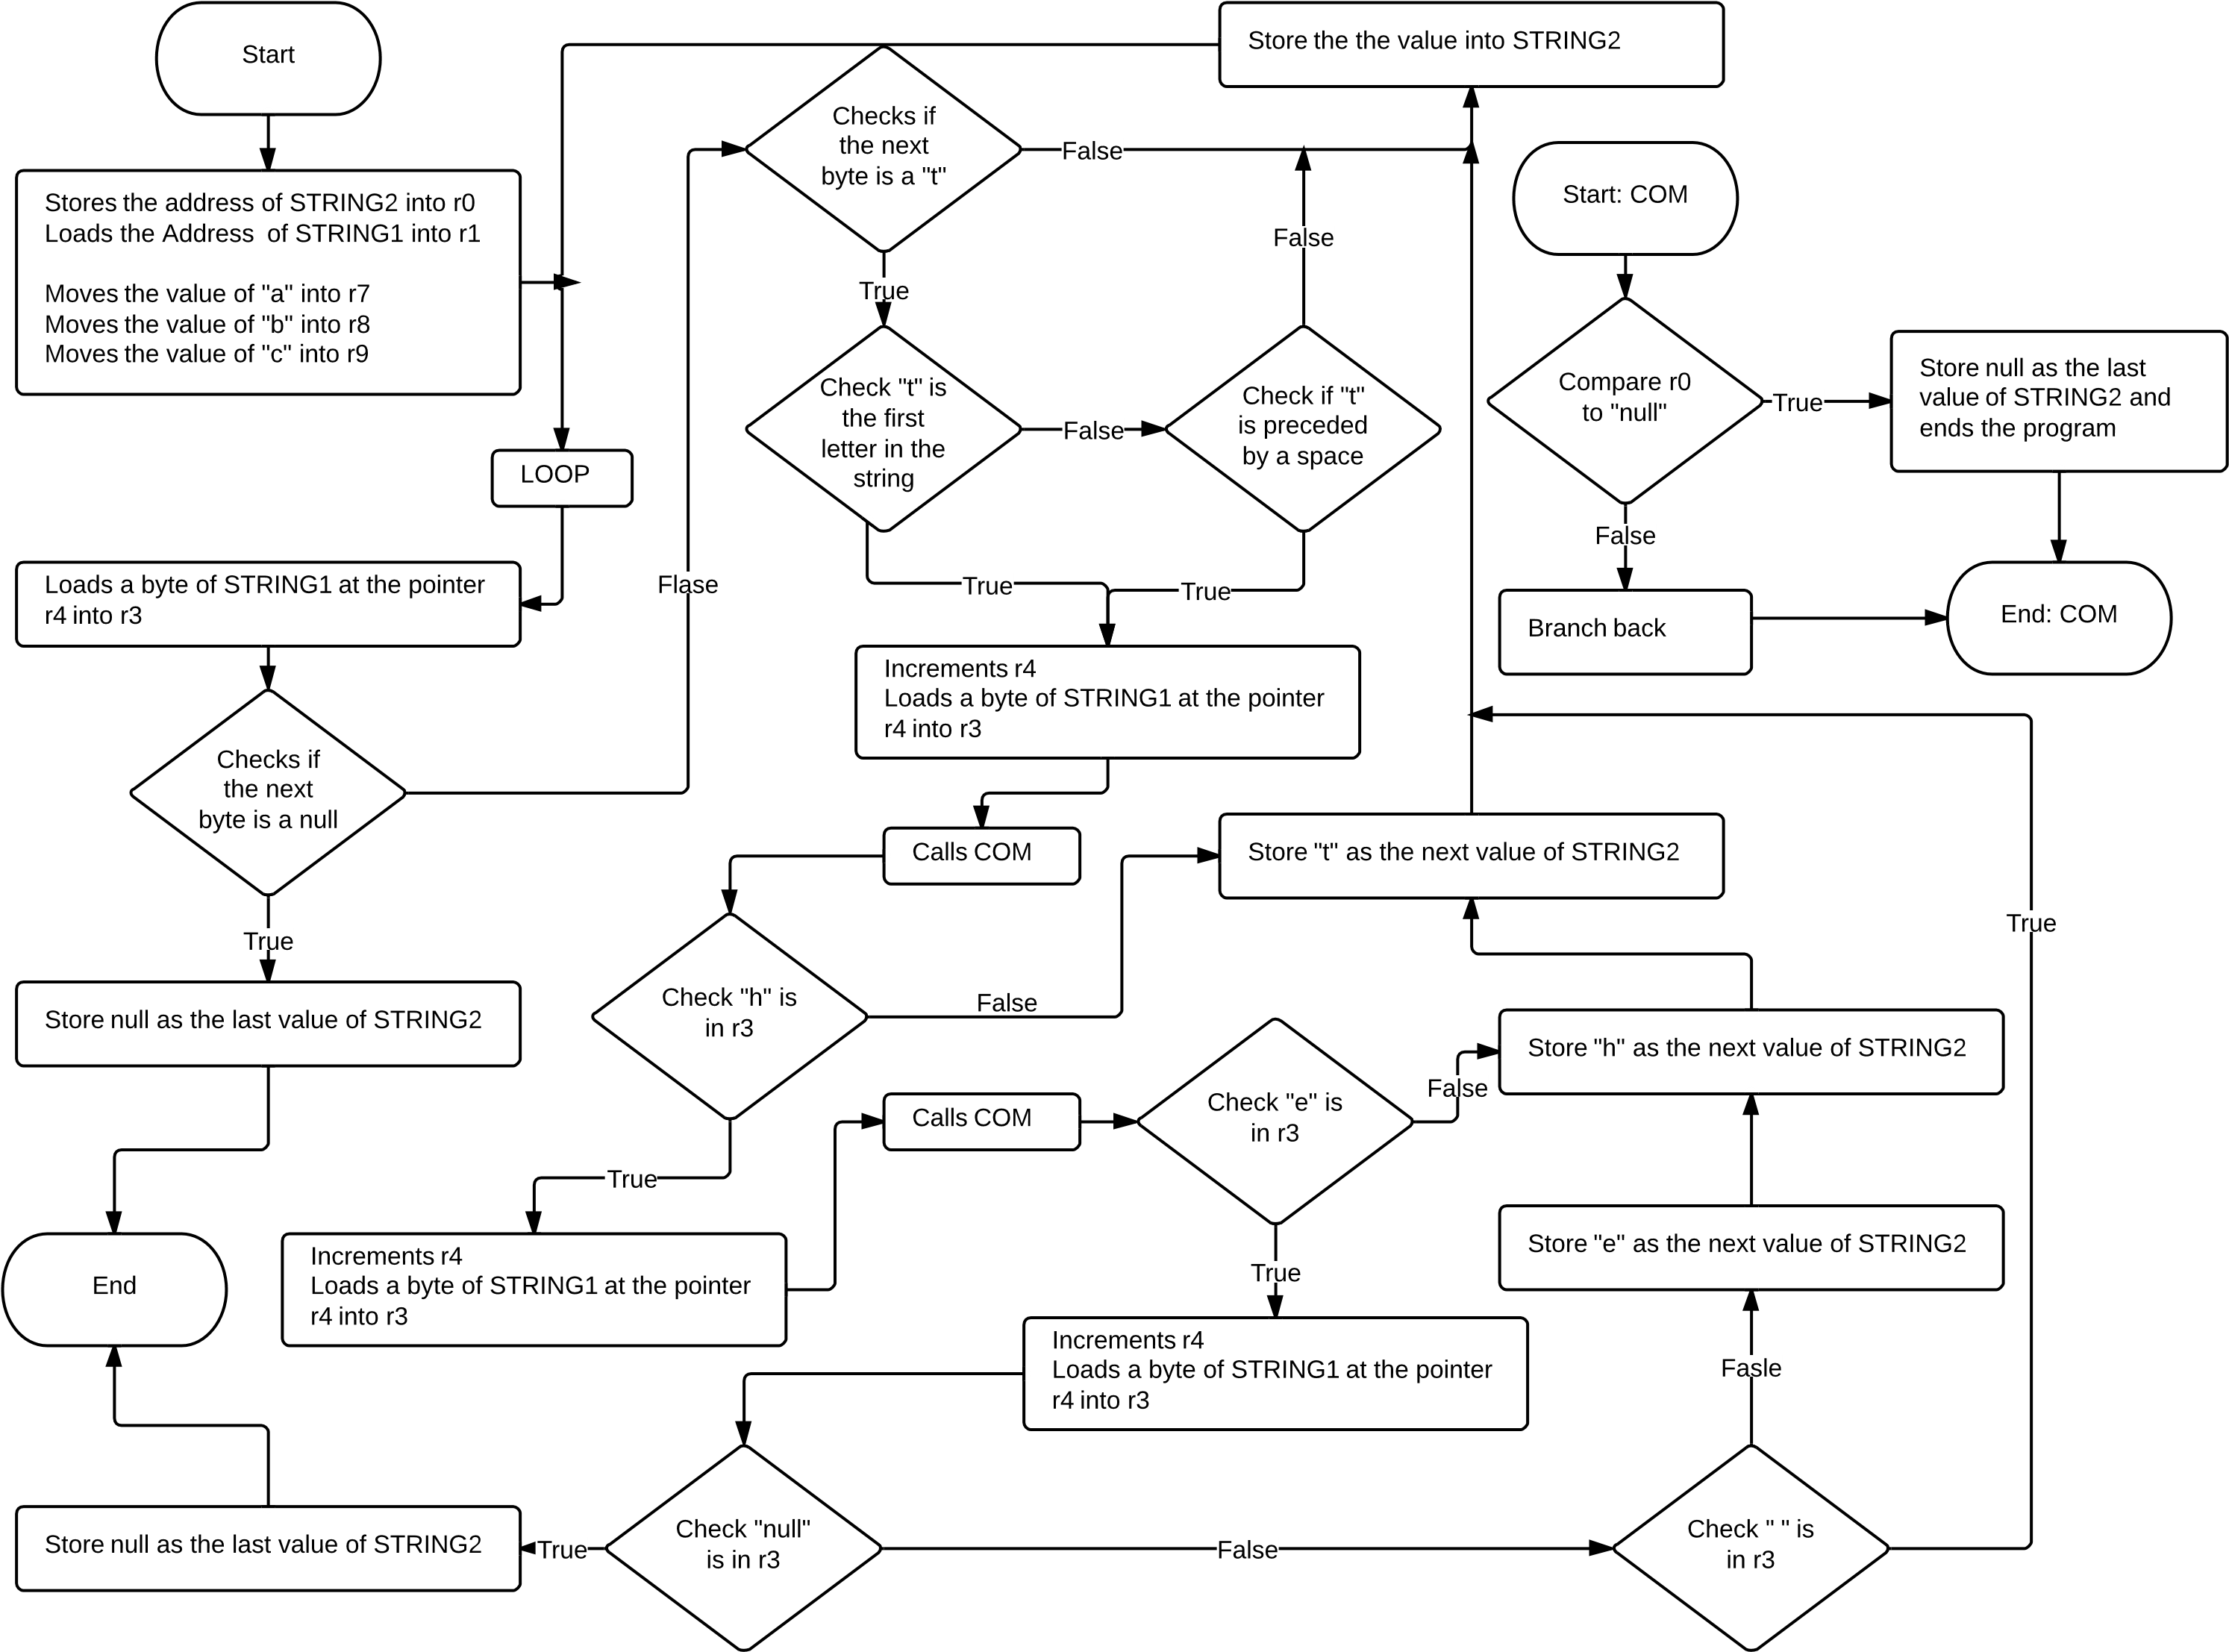 Start
Stores the address of STRING2 into r0
Loads the Address of STRING1 into r1
Moves the value of "a" into r7
Moves the value of "b" into r8
Moves the value of "c" into r9
LOOP
Loads a byte of STRING1 at the pointer
r4 into r3
Checks if
the next
byte is a null
True
Store null as the last value of STRING2
End
Store null as the last value of STRING2
Flase
Checks if
the next
byte is a "t"
False
True
Check "t" is
the first
letter in the
string
False
Check if "t"
is preceded
by a space
False
True
True
Store the the value into STRING2
Increments r4
Loads a byte of STRING1 at the pointer
r4 into r3
Calls COM
Check "h" is
in r3
False
True
Increments r4
Loads a byte of STRING1 at the pointer
r4 into r3
Calls COM
Check "e" is
in r3
False
True
Increments r4
Loads a byte of STRING1 at the pointer
r4 into r3
Check "null"
is in r3
True
False
Check " " is
in r3
Fasle
True
Store "e" as the next value of STRING2
Store "h" as the next value of STRING2
Store "t" as the next value of STRING2
Start: COM
Compare r0
to "null"
True
Store null as the last
value of STRING2 and
ends the program
False
Branch back
End: COM